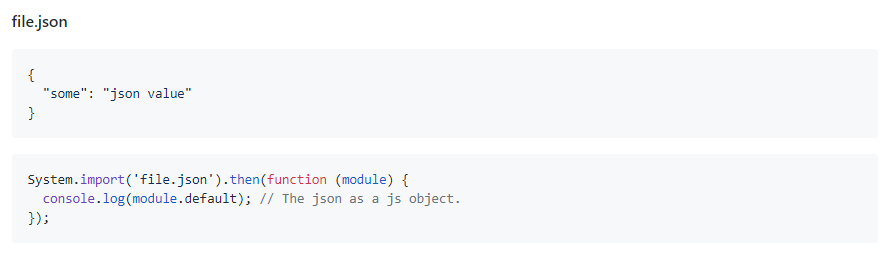 file.json
{
  "some": "json value"
}
System.import('file.json').then(function (module) {
  console.log(module.default); // The json as a js object.
});